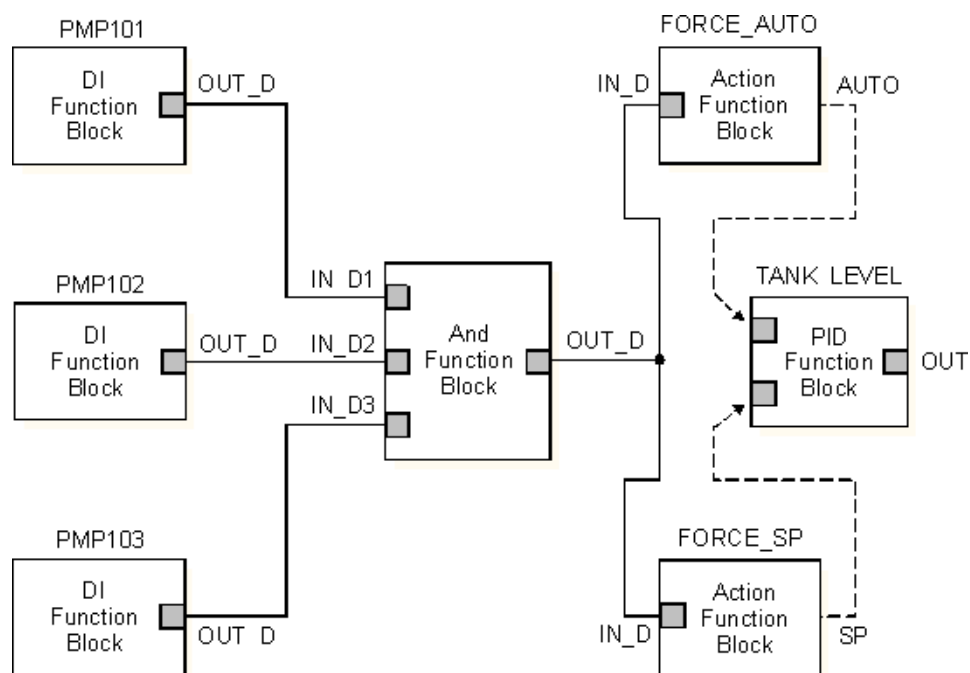 PMP101
DI
Function
Block
OUT_D
PMP102
DI
Function
Block
OUT_D
PMP103
DI
Function
Block
OUT D
IN D1
IN_D2
IN_D3
And
Function
Block
OUT_D
FORCE_AUTO
IN_D
Action
Function
Block
AUTO
TANK LEVEL
PID
Function
Block
OUT
FORCE_SP
IN_D
Action
Function
Block
SP